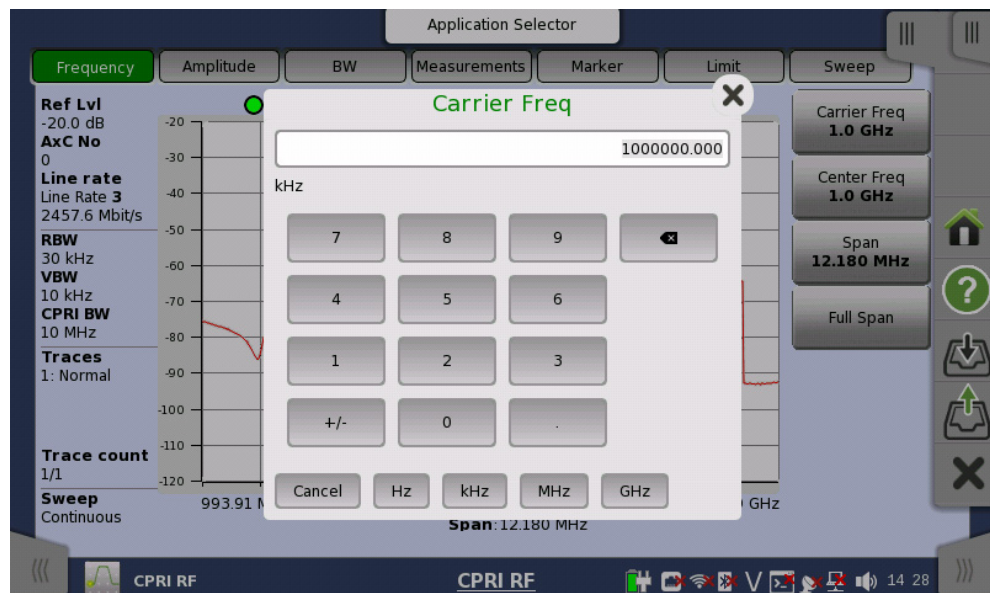 Application Selector
Frequency
Amplitude
BW
Measurements
Marker
Limit
Sweep
Ref Lvl
-20.0 dB
AxC No
0
Line rate
Line Rate 3
2457.6 Mbit/s
RBW
30 kHz
VBW
10 kHz
CPRI BW
10 MHz
Traces
1: Normal
Trace count
1/1
Sweep
Continuous
-20
-30
-40
-50
-60
-70
-80
-90
-100
-110
-120
993.91
GHz
Span: 12.180 MHz
Carrier Freq
1000000.000
kHz
7 8 9
4 5 6
1 2 3
+/- 0 .
Cancel Hz kHz MHz GHz
Carrier Freq
1.0 GHz
Center Freq
1.0 GHz
Span
12.180 MHz
Full Span
?
CPRI RF
CPRI RF
14 28